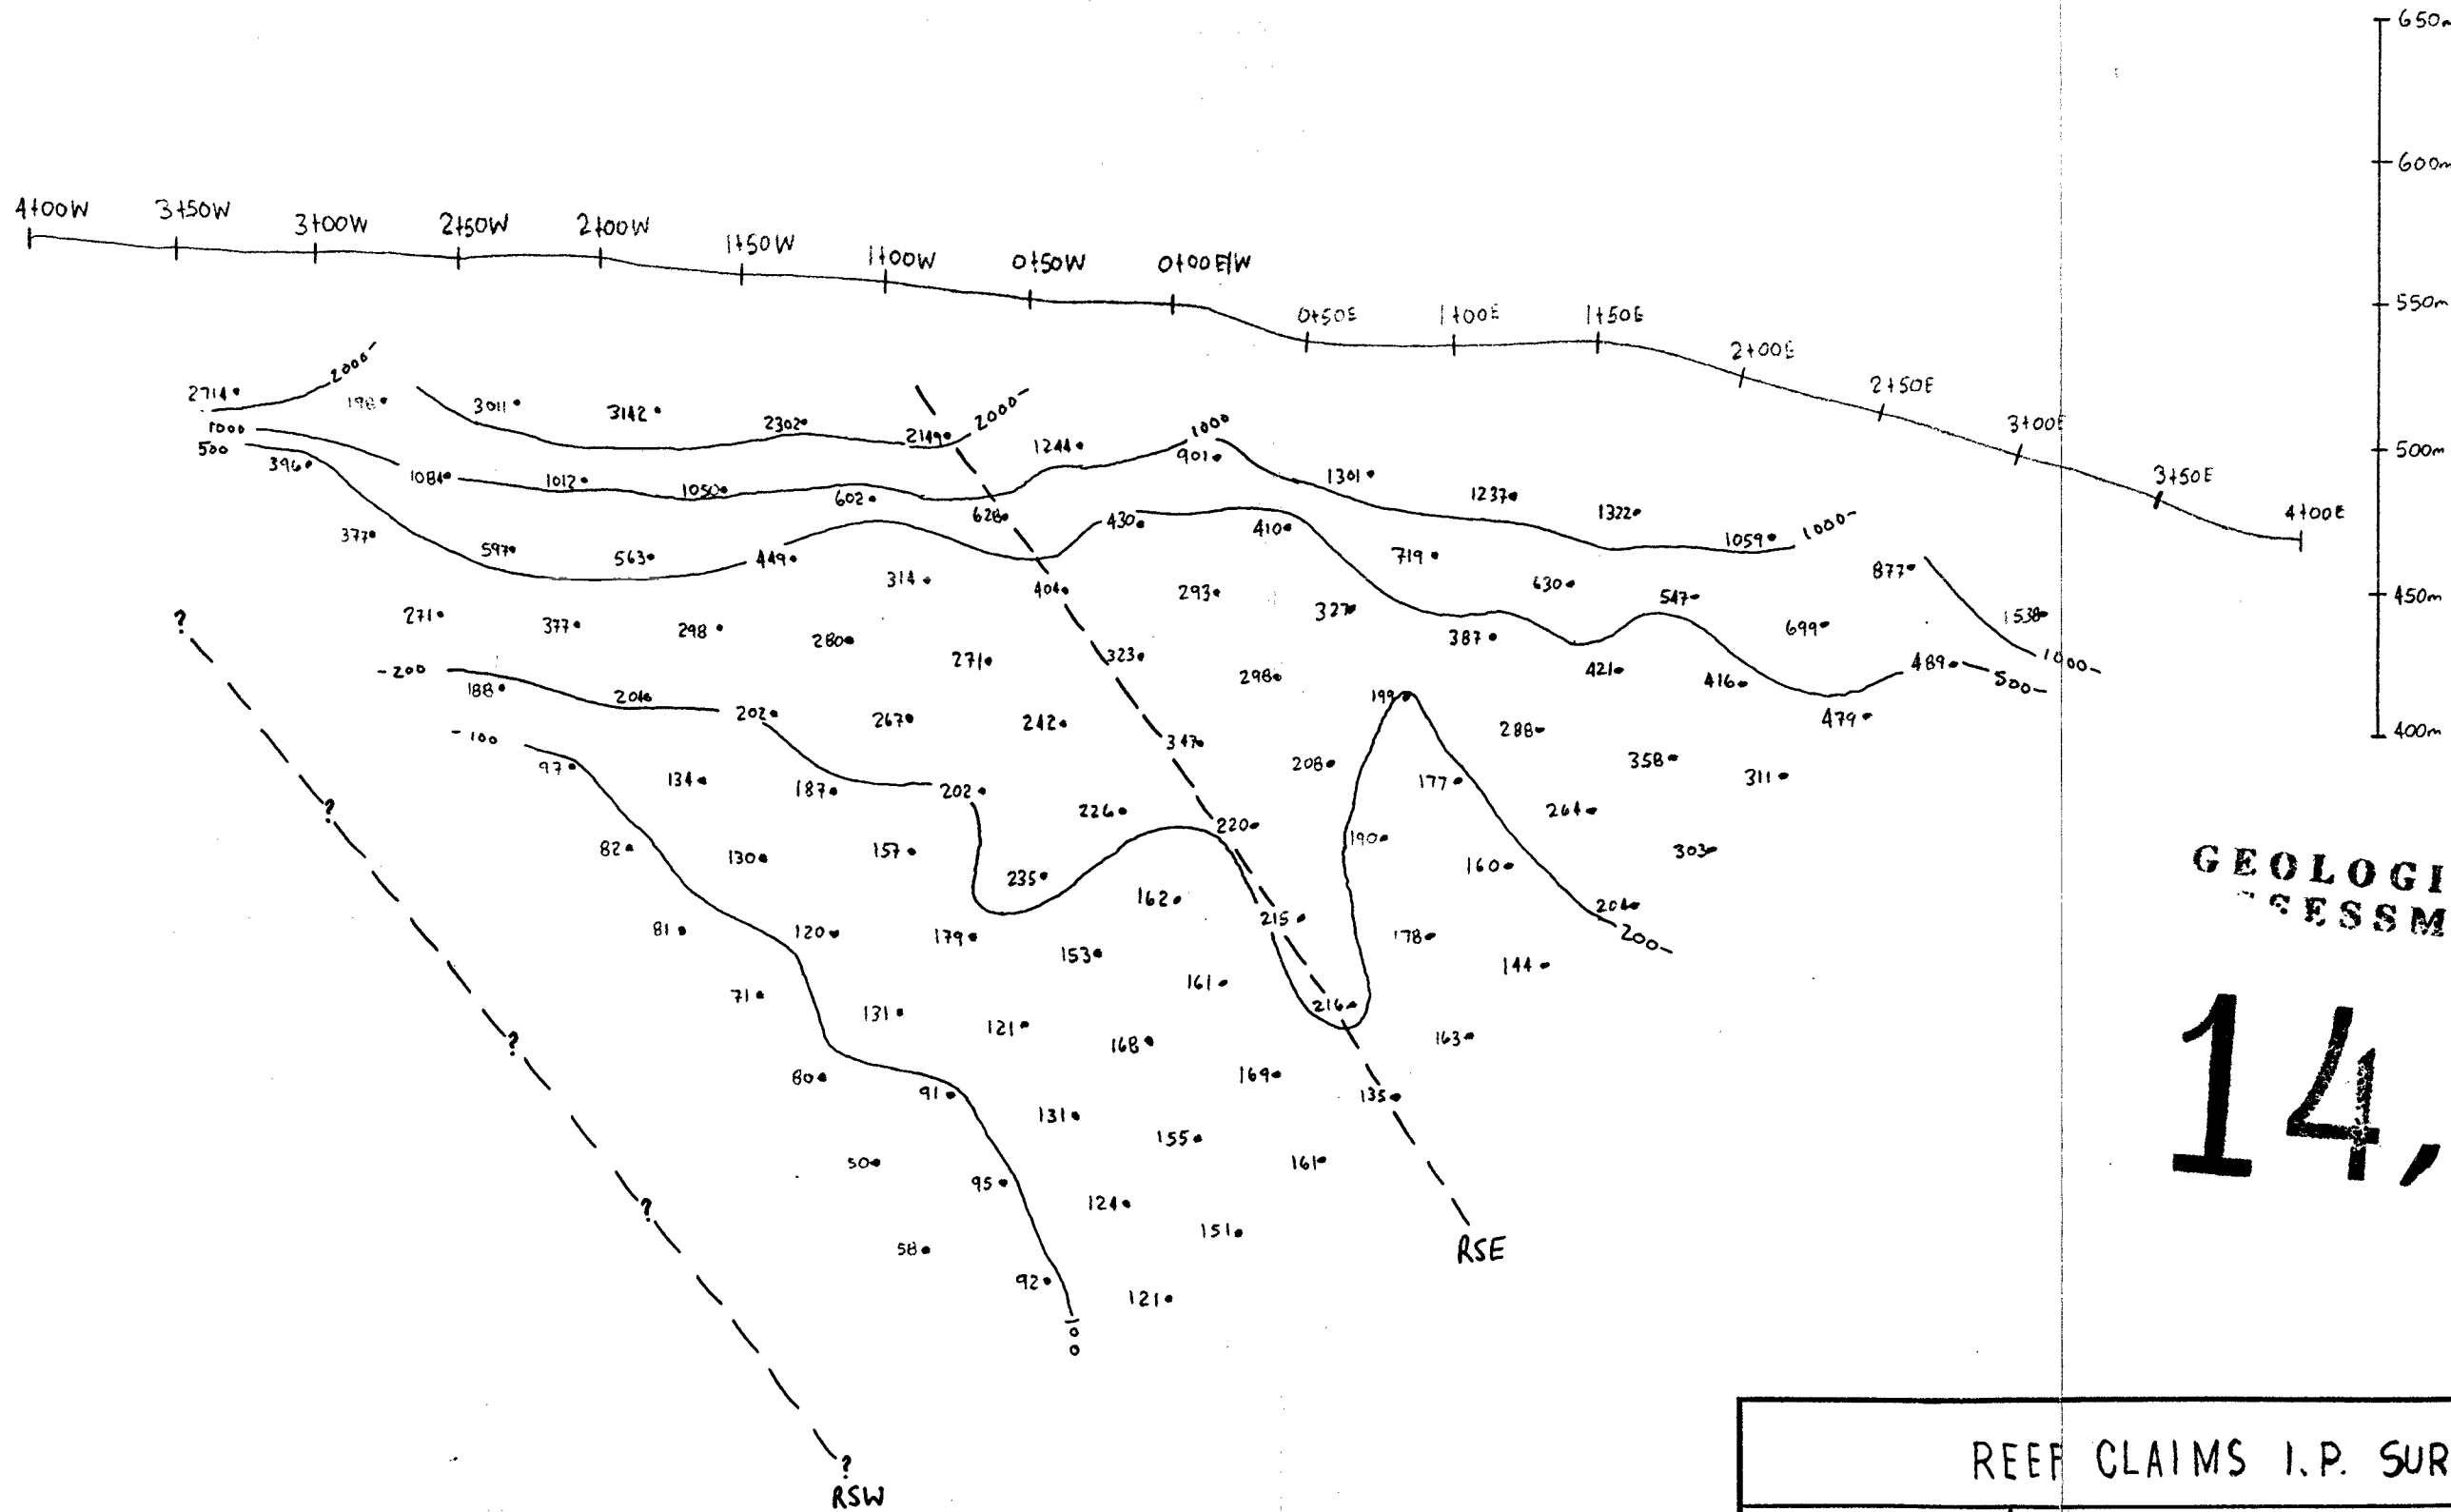 650m
600m
550m
500m
450m
400m
4+00W 3+50W 3+00W 2+50W 2+00W 1+50W 1+00W 0+50W 0+00E/W 0+50E 1+00E 1+50E 2+00E 2+50E 3+00E 3+50E 4+00E
2000-
2714 198 3011 3142 2302 2149 2000- 1244 1000 901 1301 1237 1322 1059 1000- 877 1538 1000-
1000
500
396 1084 1012 1050 602 628 430 410 719 630 547 699 489 500-
377 597 563 449 314 404 293 327 387 421 416 479
? 271 377 298 280 271 323 298 199 288 358 311
-200
188 204 202 267 242 347 208 177 264 303
-100
97 134 187 202 226 220 190 160 204 200-
? 82 130 157 235 162 215 178 144
81 120 179 153 161 216 163
? 71 131 121 168 169 135
80 91 131 155 161
? 50 95 124 151 RSE
58 92 121
100
?
RSW
GEOLOGI
ESSM
14,
REEF CLAIMS I.P. SUR